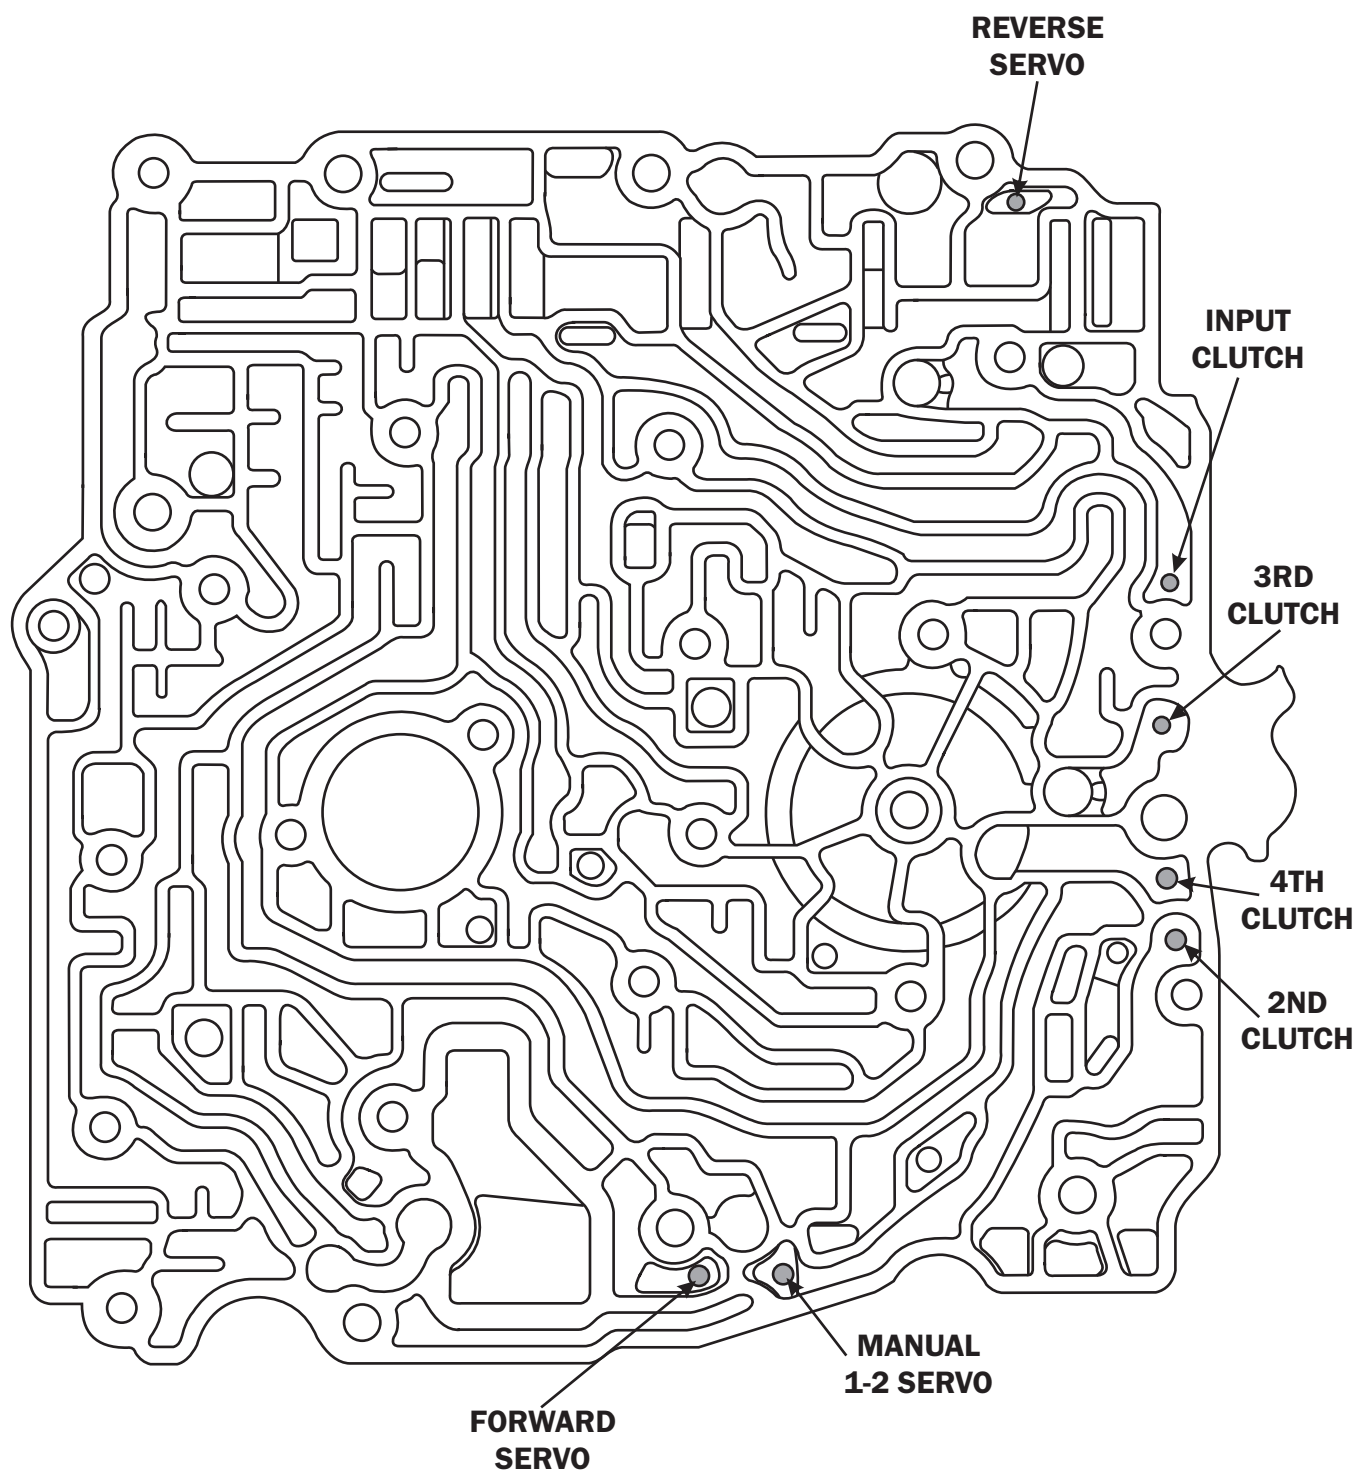 REVERSE
SERVO
INPUT
CLUTCH
3RD
CLUTCH
4TH
CLUTCH
2ND
CLUTCH
MANUAL
1-2 SERVO
FORWARD
SERVO